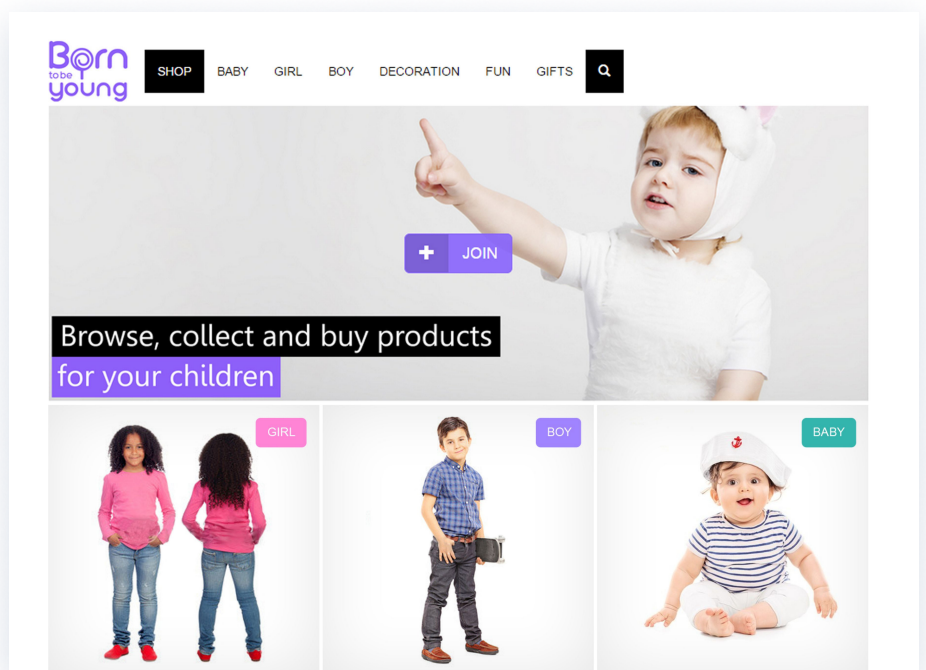 Born
to be
young
SHOP BABY GIRL BOY DECORATION FUN GIFTS
JOIN
Browse, collect and buy products
for your children
GIRL BOY BABY